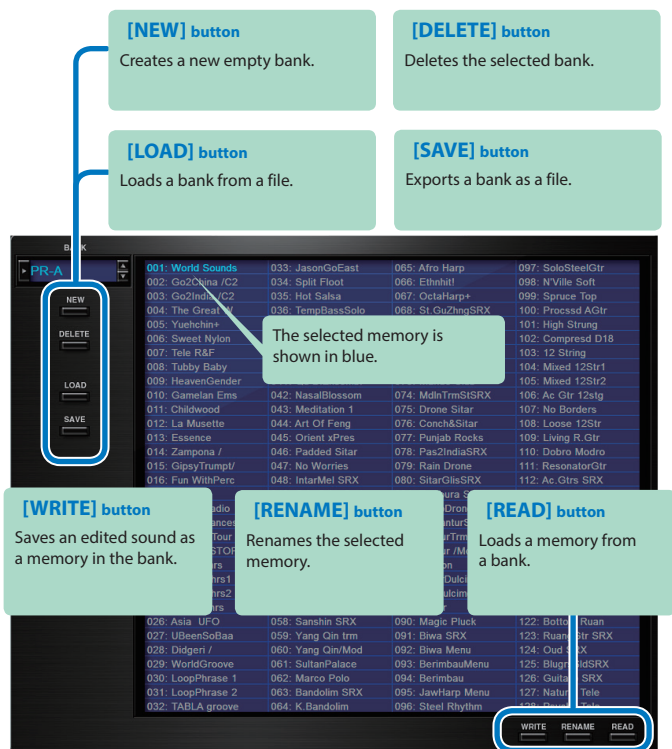 [NEW] button
Creates a new empty bank.
[DELETE] button
Deletes the selected bank.
[LOAD] button
Loads a bank from a file.
[SAVE] button
Exports a bank as a file.
PR-A
NEW
DELETE
LOAD
SAVE
001: World Sounds 033: JasonGoEast 065: Afro Harp 097: SoloSteelGtr
002: Go2China /C2 034: Split Floot 066: Ethnhit! 098: N'Ville Soft
003: Go2India /C2 035: Hot Salsa 067: OctaHarp+ 099: Spruce Top
004: The Great 036: TempBassSolo 068: St.GuZhngSRX 100: Procssd AGtr
005: Yuechin+ 101: High Strung
006: Sweet Nylon 102: Compresd D18
007: Tele R&F 103: 12 String
008: Tubby Baby 104: Mixed 12Str1
009: HeavenGender 105: Mixed 12Str2
The selected memory is
shown in blue.
010: Gamelan Ems 042: NasalBlossom 074: MdlnTrmStSRX 106: Ac Gtr 12stg
011: Childwood 043: Meditation 1 075: Drone Sitar 107: No Borders
012: La Musette 044: Art Of Feng 076: Conch&Sitar 108: Loose 12Str
013: Essence 045: Orient xPres 077: Punjab Rocks 109: Living R.Gtr
014: Zampona / 046: Padded Sitar 078: Pas2IndiaSRX 110: Dobro Modro
015: GipsyTrumpt/ 047: No Worries 079: Rain Drone 111: ResonatorGtr
016: Fun WithPerc 048: IntarMel SRX 080: SitarGlisSRX 112: Ac.Gtrs SRX
[WRITE] button
Saves an edited sound as
a memory in the bank.
[RENAME] button
Renames the selected
memory.
[READ] button
Loads a memory from
a bank.
026: Asia UFO 058: Sanshin SRX 090: Magic Pluck 122: Ruan
027: UBeenSoBaa 059: Yang Qin trm 091: Biwa SRX 123: SRX
028: Didgeri / 060: Yang Qin/Mod 092: Biwa Menu 124: Oud
029: WorldGroove 061: SultanPalace 093: BerimbauMenu 125:
030: LoopPhrase 1 062: Marco Polo 094: Berimbau 126: SRX
031: LoopPhrase 2 063: Bandolim SRX 095: JawHarp Menu 127: Tele
032: TABLA groove 064: K.Bandolim 096: Steel Rhythm
WRITE RENAME READ